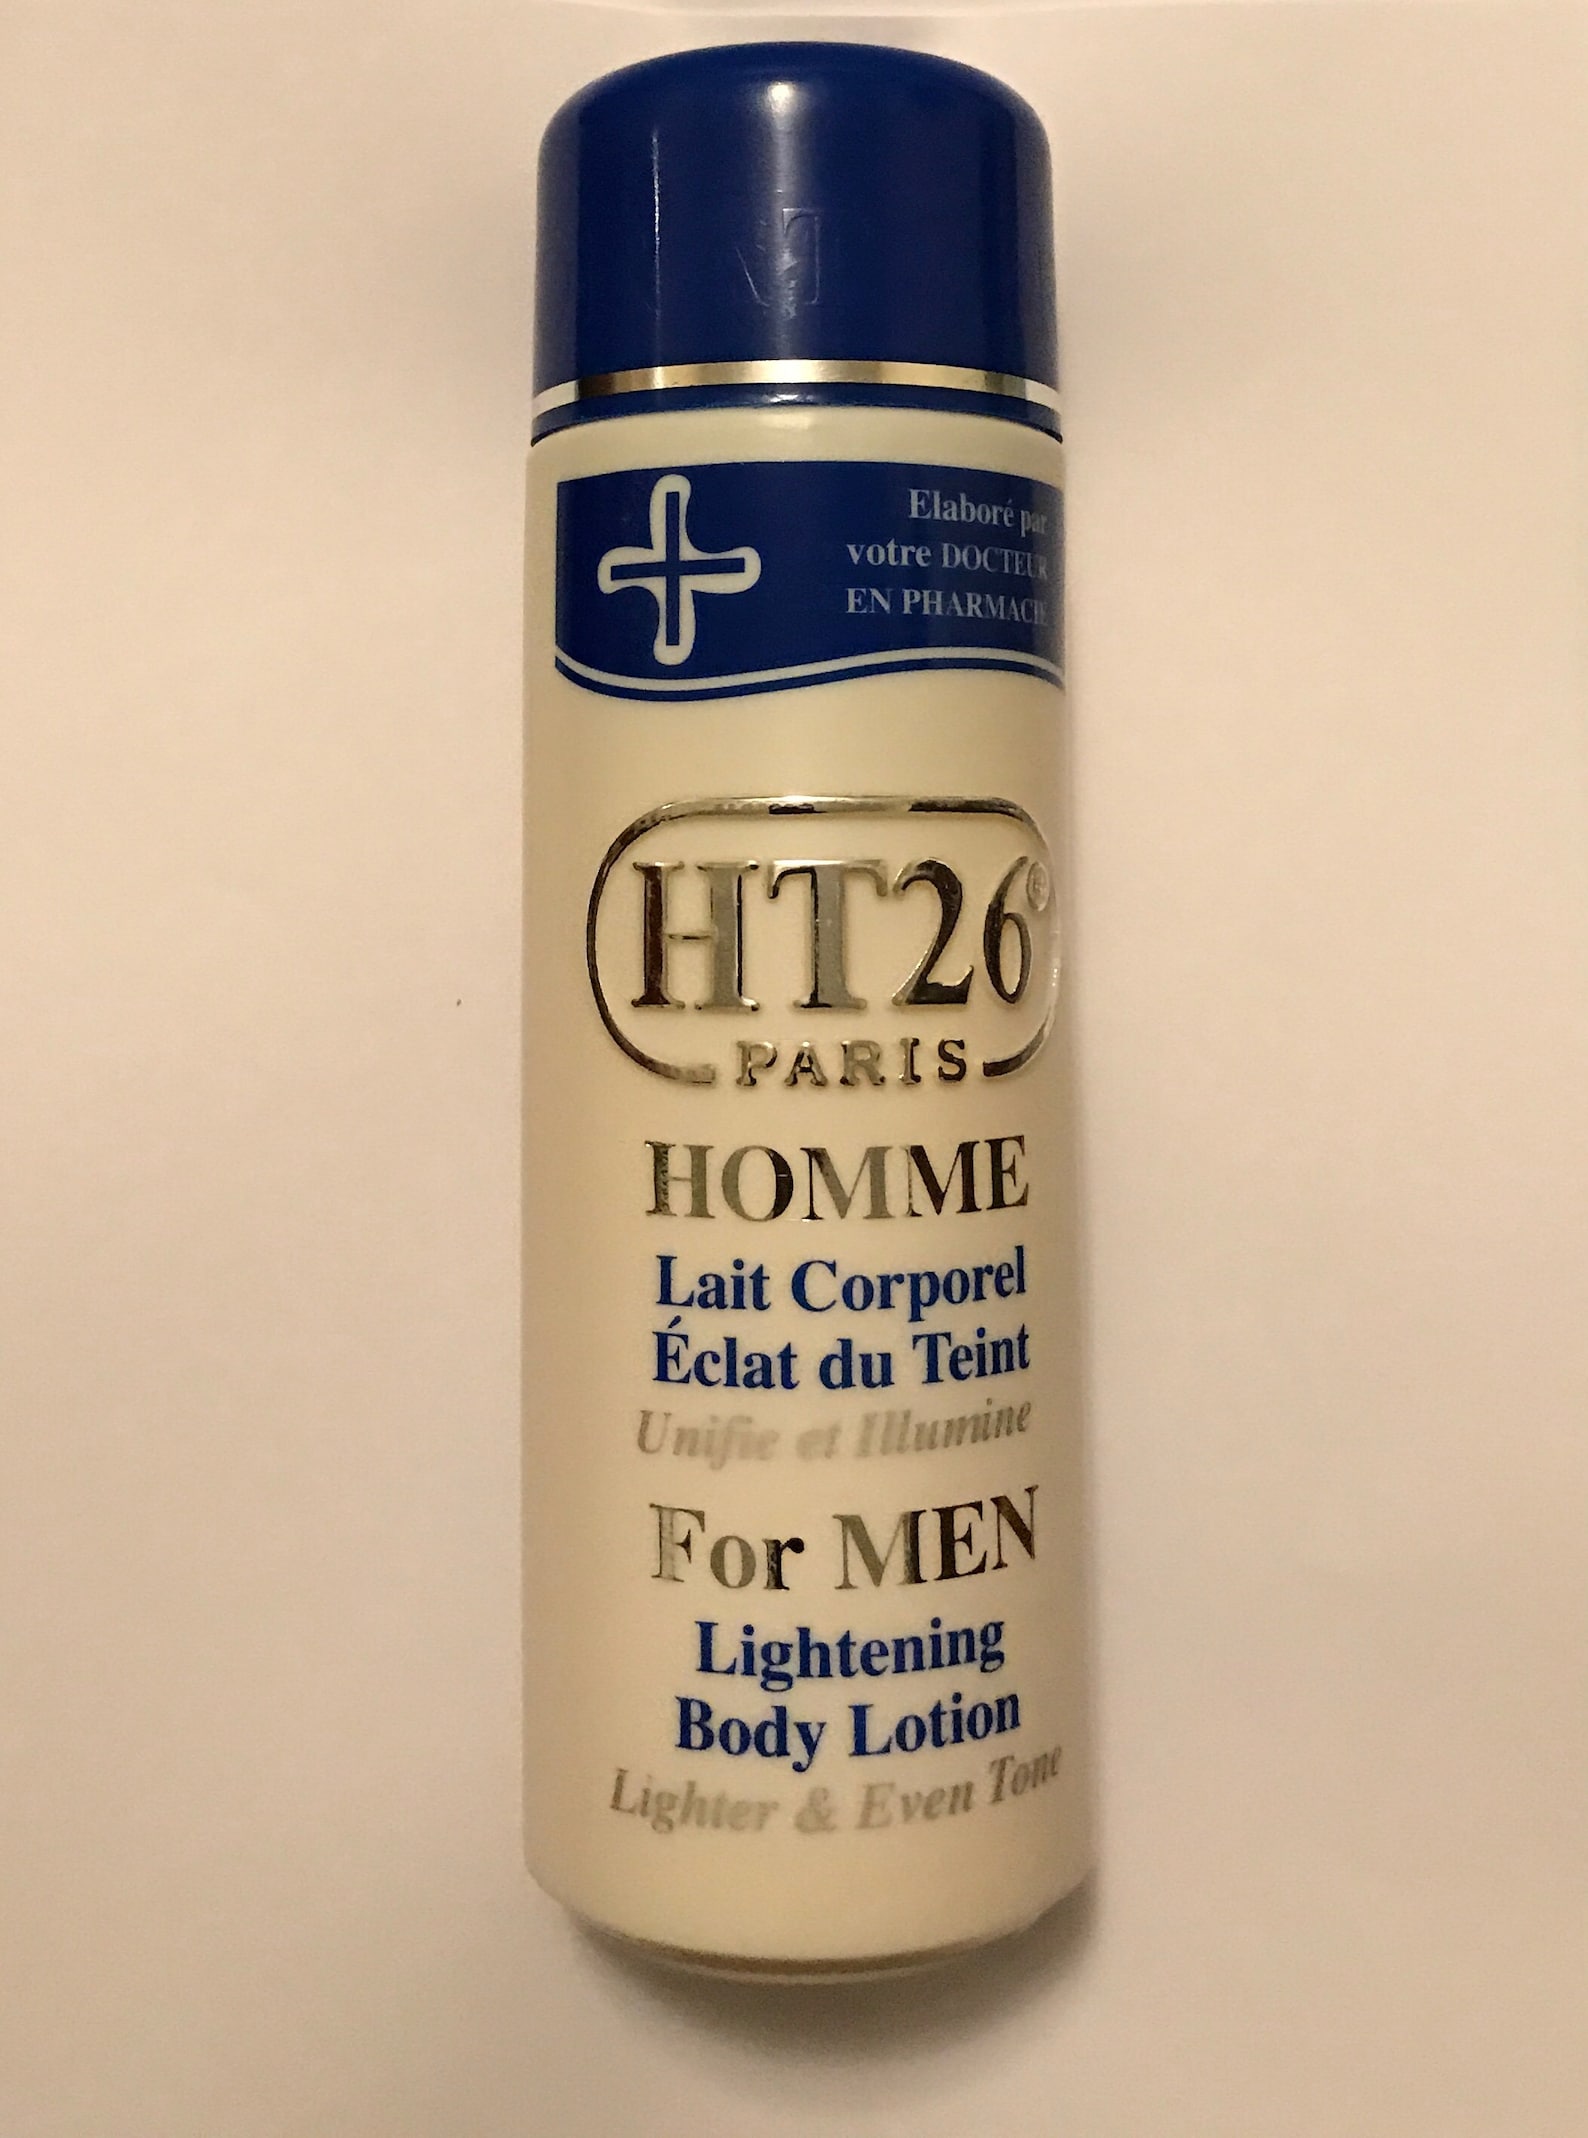 Elaboré par
votre DOCTEUR
EN PHARMACIE
HT26®
PARIS
HOMME
Lait Corporel
Éclat du Teint
Unifie et Illumine
For MEN
Lightening
Body Lotion
Lighter & Even Tone